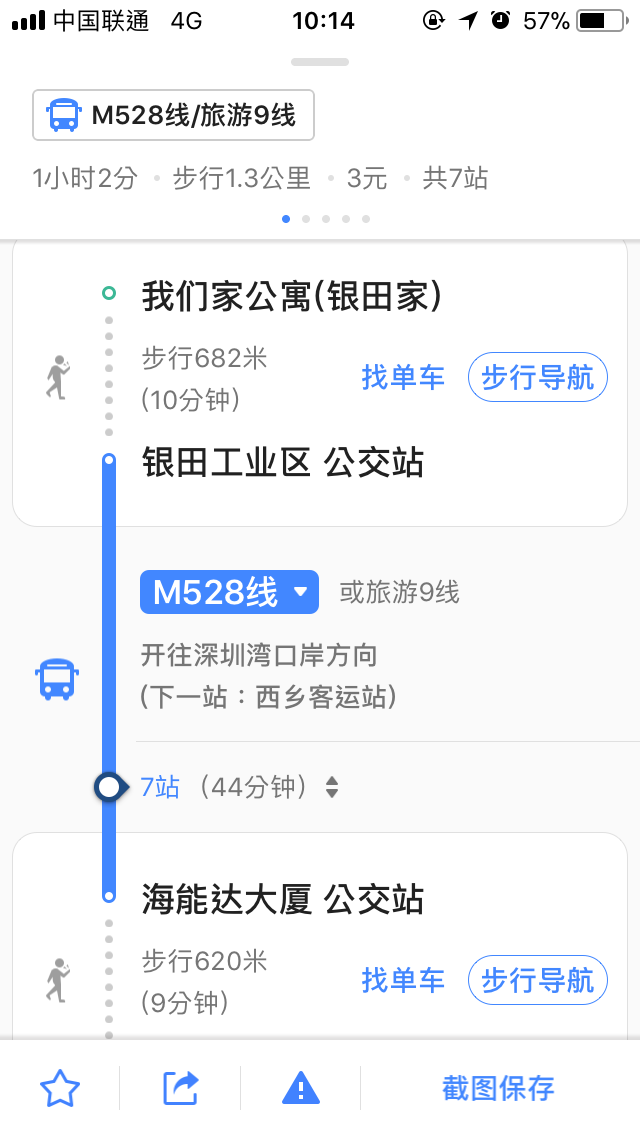 中国联通 4G 10:14 57%
M528线/旅游9线
1小时2分 • 步行1.3公里 • 3元 • 共7站
我们家公寓(银田家)
步行682米
(10分钟)
找单车 步行导航
银田工业区 公交站
M528线 或旅游9线
开往深圳湾口岸方向
(下一站：西乡客运站)
7站 （44分钟）
海能达大厦 公交站
步行620米
(9分钟)
找单车 步行导航
截图保存